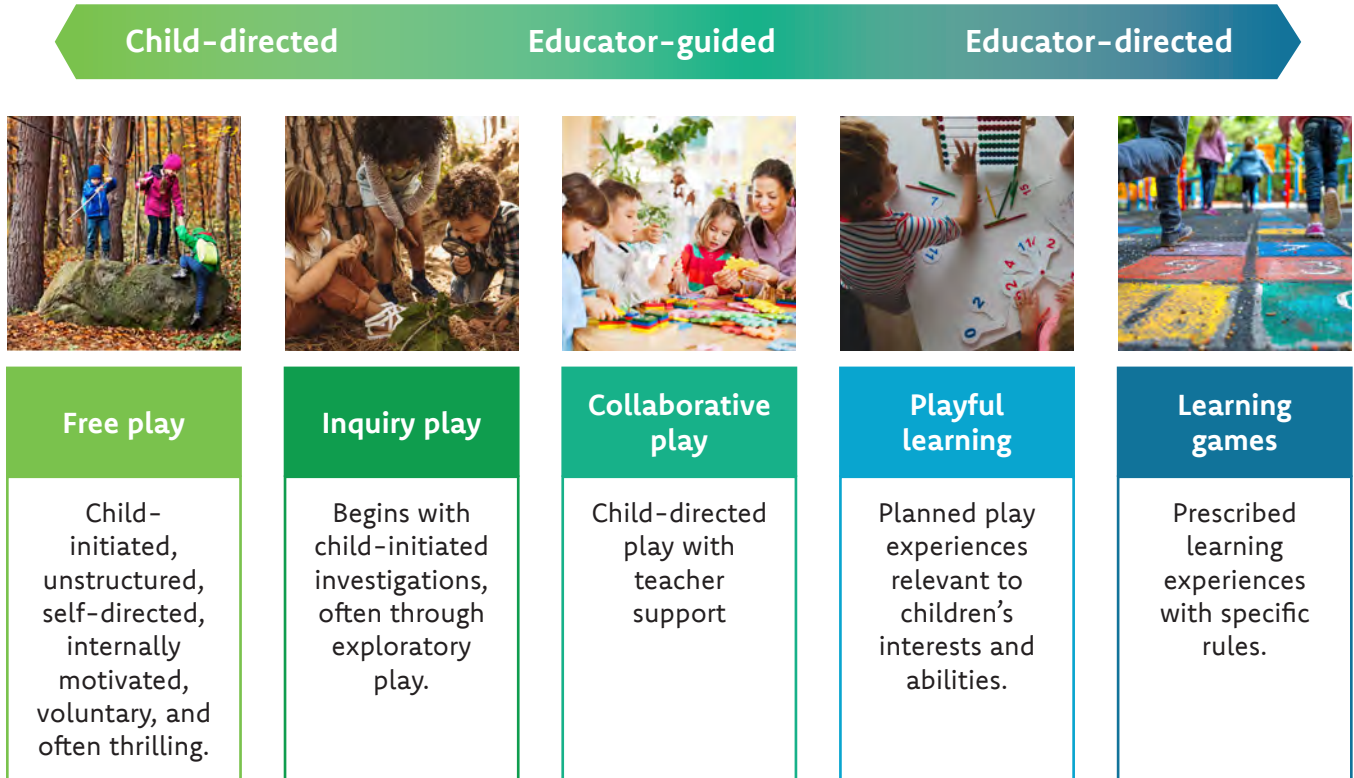 Child-directed
Educator-guided
Educator-directed
Free play
Child-
initiated,
unstructured,
self-directed,
internally
motivated,
voluntary, and
often thrilling.
Inquiry play
Begins with
child-initiated
investigations,
often through
exploratory
play.
Collaborative
play
Child-directed
play with
teacher
support
Playful
learning
Planned play
experiences
relevant to
children's
interests and
abilities.
Learning
games
Prescribed
learning
experiences
with specific
rules.